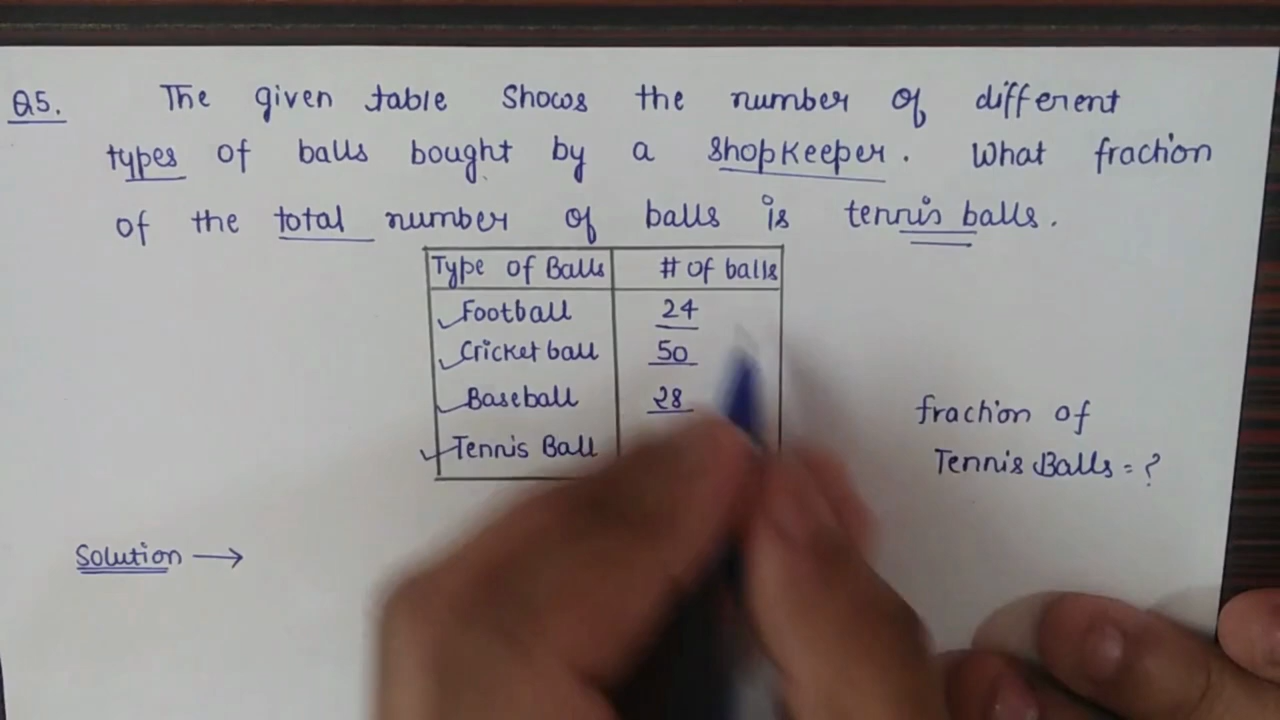 Q5. The given table shows the number of different
types of balls bought by a shopkeeper. What fraction
of the total number of balls is tennis balls.
Type of Balls # of balls
Football 24
Cricket ball 50
Baseball 28
Tennis Ball
fraction of
Tennis Balls = ?
Solution →